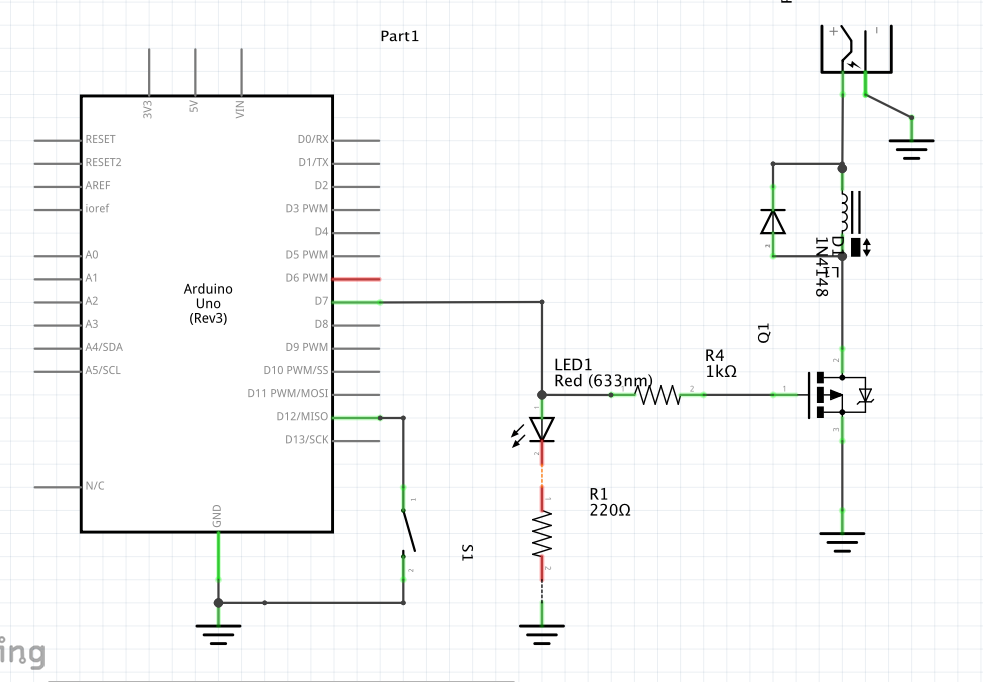 Part1
+
3V3
5V
VIN
RESET
RESET2
AREF
ioref
A0
A1
A2
A3
A4/SDA
A5/SCL
N/C
Arduino
Uno
(Rev3)
GND
D0/RX
D1/TX
D2
D3 PWM
D4
D5 PWM
D6 PWM
D7
D8
D9 PWM
D10 PWM/SS
D11 PWM/MOSI
D12/MISO
D13/SCK
1
2
S1
LED1
Red (633nm)
1
2
R1
220Ω
1
2
R4
1kΩ
2
Q1
1
2
3
D1
1N4148
ing